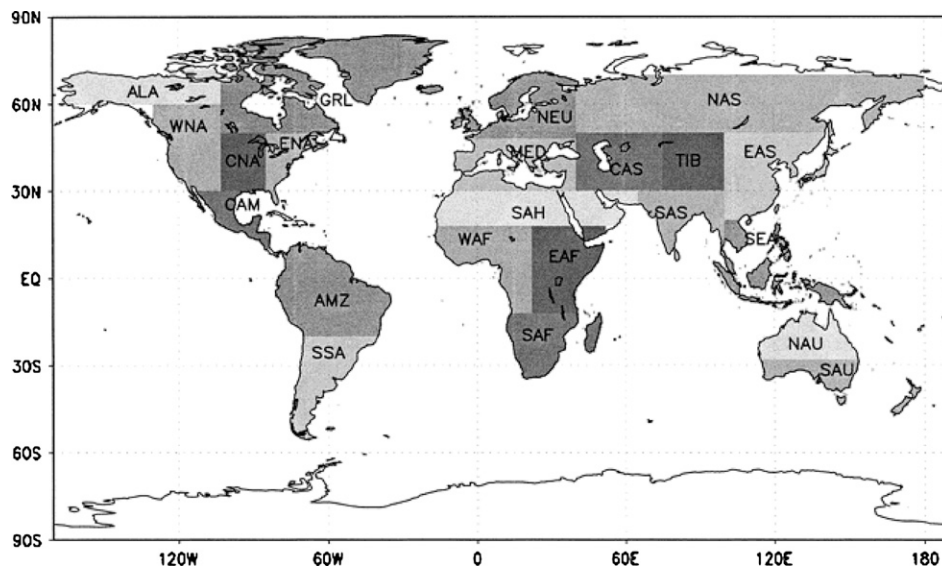 90N
ALA
GRL
NAS
60N
WNA
NEU
CNA
ENA
MED
CAS
TIB
EAS
30N
CAM
SAH
SAS
WAF
EAF
SEA
EQ
AMZ
SAF
NAU
SSA
30S
SAU
60S
90S
120W
60W
0
60E
120E
180